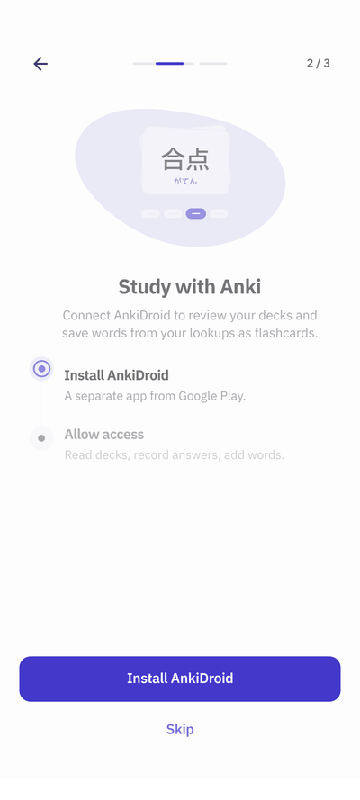 2 / 3
合点
がてん
Study with Anki
Connect AnkiDroid to review your decks and
save words from your lookups as flashcards.
Install AnkiDroid
A separate app from Google Play.
Allow access
Read decks, record answers, add words.
Install AnkiDroid
Skip